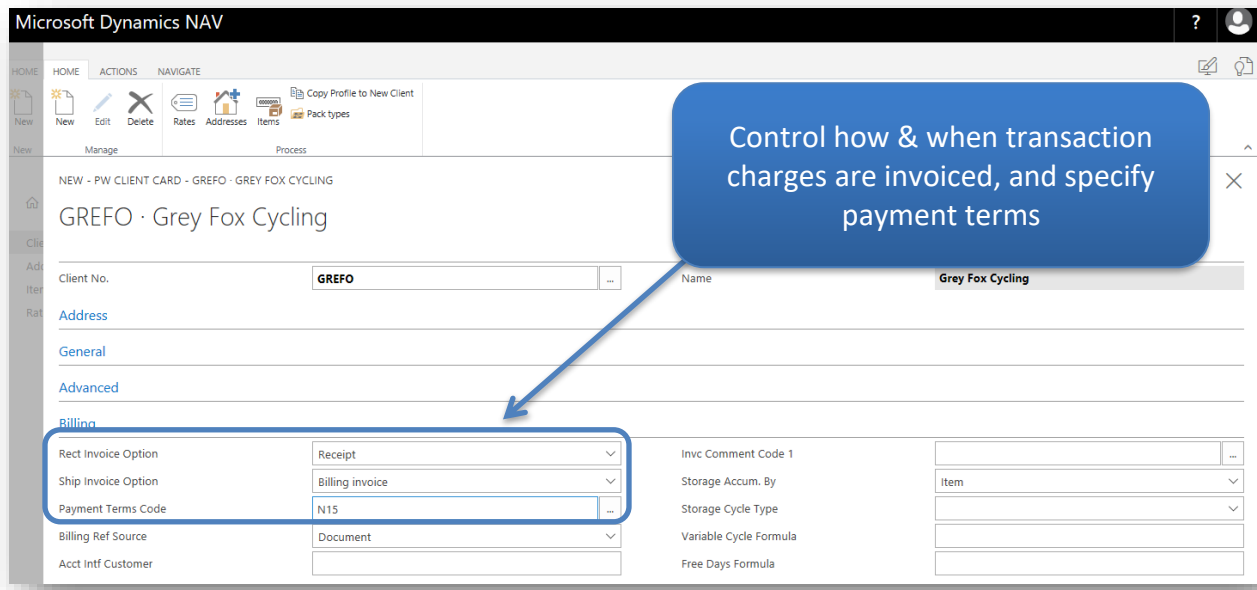 Microsoft Dynamics NAV
?
HOME HOME ACTIONS NAVIGATE
New New Edit Delete Rates Addresses Items
Copy Profile to New Client
Pack types
New Manage Process
Control how & when transaction
charges are invoiced, and specify
payment terms
NEW - PW CLIENT CARD - GREFO · GREY FOX CYCLING
GREFO · Grey Fox Cycling
Client No. GREFO ... Name Grey Fox Cycling
Address
General
Advanced
Billing
Rect Invoice Option Receipt Invc Comment Code 1 ...
Ship Invoice Option Billing invoice Storage Accum. By Item
Payment Terms Code N15 ... Storage Cycle Type
Billing Ref Source Document Variable Cycle Formula
Acct Intf Customer Free Days Formula